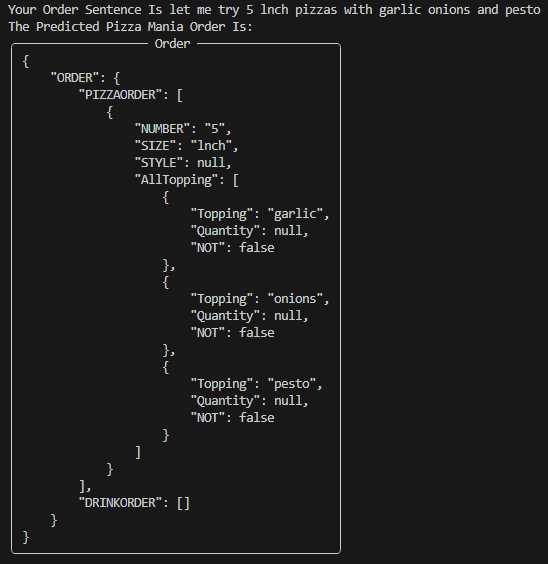 Your Order Sentence Is let me try 5 lnch pizzas with garlic onions and pesto
The Predicted Pizza Mania Order Is:
Order
{
    "ORDER": {
        "PIZZAORDER": [
            {
                "NUMBER": "5",
                "SIZE": "lnch",
                "STYLE": null,
                "AllTopping": [
                    {
                        "Topping": "garlic",
                        "Quantity": null,
                        "NOT": false
                    },
                    {
                        "Topping": "onions",
                        "Quantity": null,
                        "NOT": false
                    },
                    {
                        "Topping": "pesto",
                        "Quantity": null,
                        "NOT": false
                    }
                ]
            }
        ],
        "DRINKORDER": []
    }
}